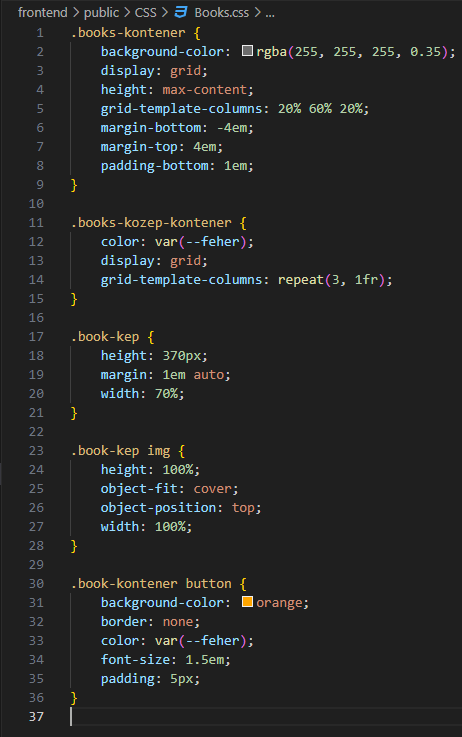 frontend > public > CSS > Books.css > ...
1 .books-kontener {
2     background-color: rgba(255, 255, 255, 0.35);
3     display: grid;
4     height: max-content;
5     grid-template-columns: 20% 60% 20%;
6     margin-bottom: -4em;
7     margin-top: 4em;
8     padding-bottom: 1em;
9 }
10
11 .books-kozep-kontener {
12     color: var(--feher);
13     display: grid;
14     grid-template-columns: repeat(3, 1fr);
15 }
16
17 .book-kep {
18     height: 370px;
19     margin: 1em auto;
20     width: 70%;
21 }
22
23 .book-kep img {
24     height: 100%;
25     object-fit: cover;
26     object-position: top;
27     width: 100%;
28 }
29
30 .book-kontener button {
31     background-color: orange;
32     border: none;
33     color: var(--feher);
34     font-size: 1.5em;
35     padding: 5px;
36 }
37